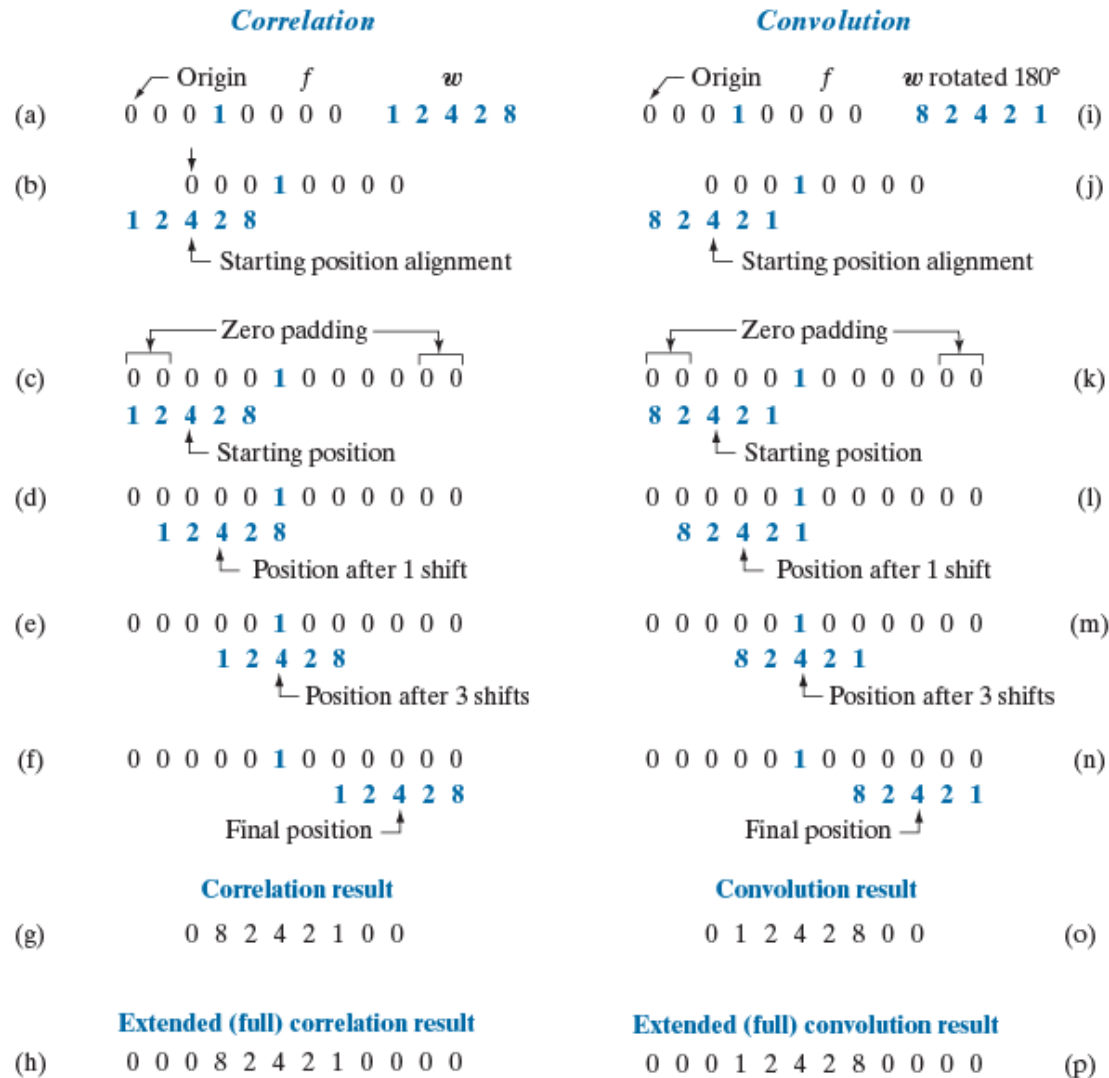 Correlation Convolution
Origin f w Origin f w rotated 180°
(a) 0 0 0 1 0 0 0 0 1 2 4 2 8 0 0 0 1 0 0 0 0 8 2 4 2 1 (i)
(b) 0 0 0 1 0 0 0 0 0 0 0 1 0 0 0 0 (j)
1 2 4 2 8 8 2 4 2 1
Starting position alignment Starting position alignment
Zero padding Zero padding
(c) 0 0 0 0 0 1 0 0 0 0 0 0 0 0 0 0 0 1 0 0 0 0 0 0 (k)
1 2 4 2 8 8 2 4 2 1
Starting position Starting position
(d) 0 0 0 0 0 1 0 0 0 0 0 0 0 0 0 0 0 1 0 0 0 0 0 0 (l)
1 2 4 2 8 8 2 4 2 1
Position after 1 shift Position after 1 shift
(e) 0 0 0 0 0 1 0 0 0 0 0 0 0 0 0 0 0 1 0 0 0 0 0 0 (m)
1 2 4 2 8 8 2 4 2 1
Position after 3 shifts Position after 3 shifts
(f) 0 0 0 0 0 1 0 0 0 0 0 0 0 0 0 0 0 1 0 0 0 0 0 0 (n)
1 2 4 2 8 8 2 4 2 1
Final position Final position
Correlation result Convolution result
(g) 0 8 2 4 2 1 0 0 0 1 2 4 2 8 0 0 (o)
Extended (full) correlation result Extended (full) convolution result
(h) 0 0 0 8 2 4 2 1 0 0 0 0 0 0 0 1 2 4 2 8 0 0 0 0 (p)